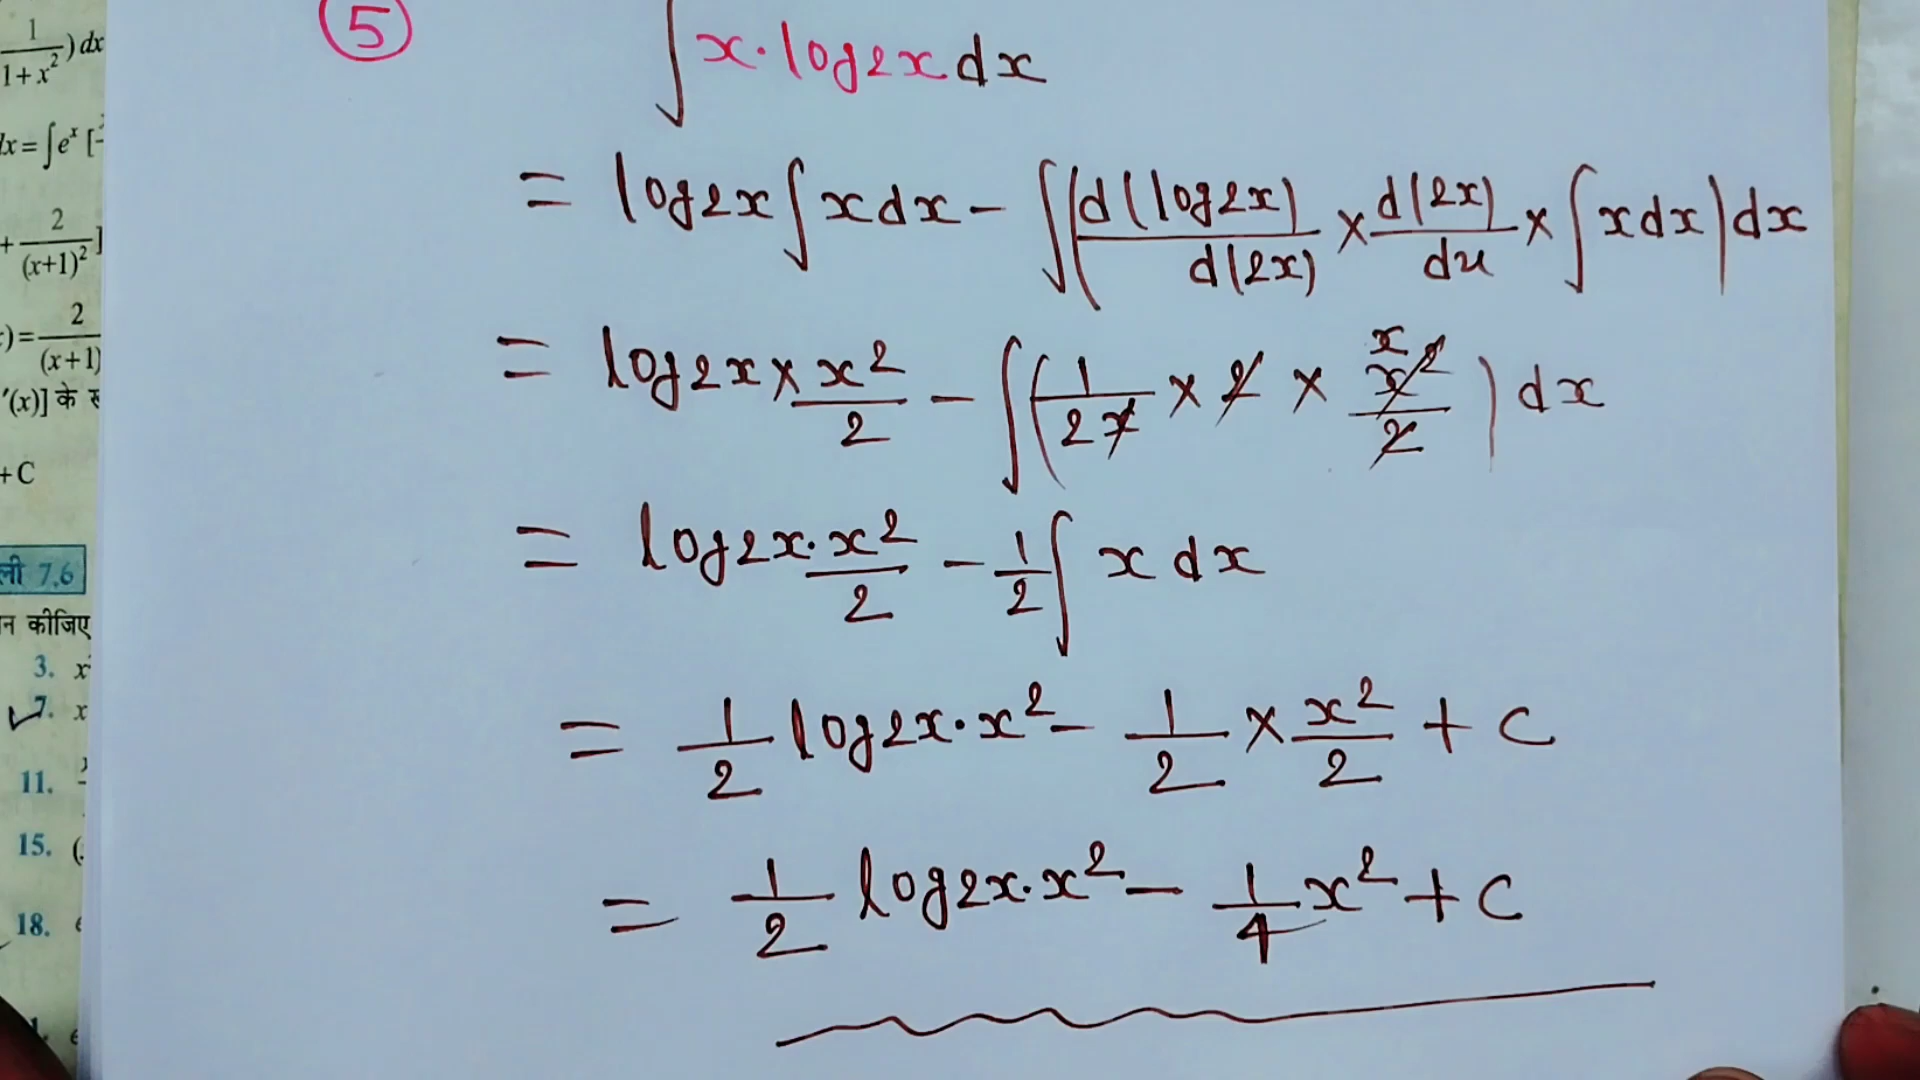 5
∫ x·log2x dx
= log2x ∫ x dx − ∫( d(log2x)/d(2x) × d(2x)/dx × ∫ x dx ) dx
= log2x × x²/2 − ∫( 1/2x × 2 × x²/2 ) dx
x
= log2x · x²/2 − 1/2 ∫ x dx
= 1/2 log2x·x² − 1/2 × x²/2 + C
= 1/2 log2x·x² − 1/4 x² + C
1/1+x²) dx
dx = ∫eˣ [
+ 2/(x+1)² ]
) = 2/(x+1)
′(x)] के
+ C
7.6
कीजिए
3. x
7. x
11.
15. (
18. e